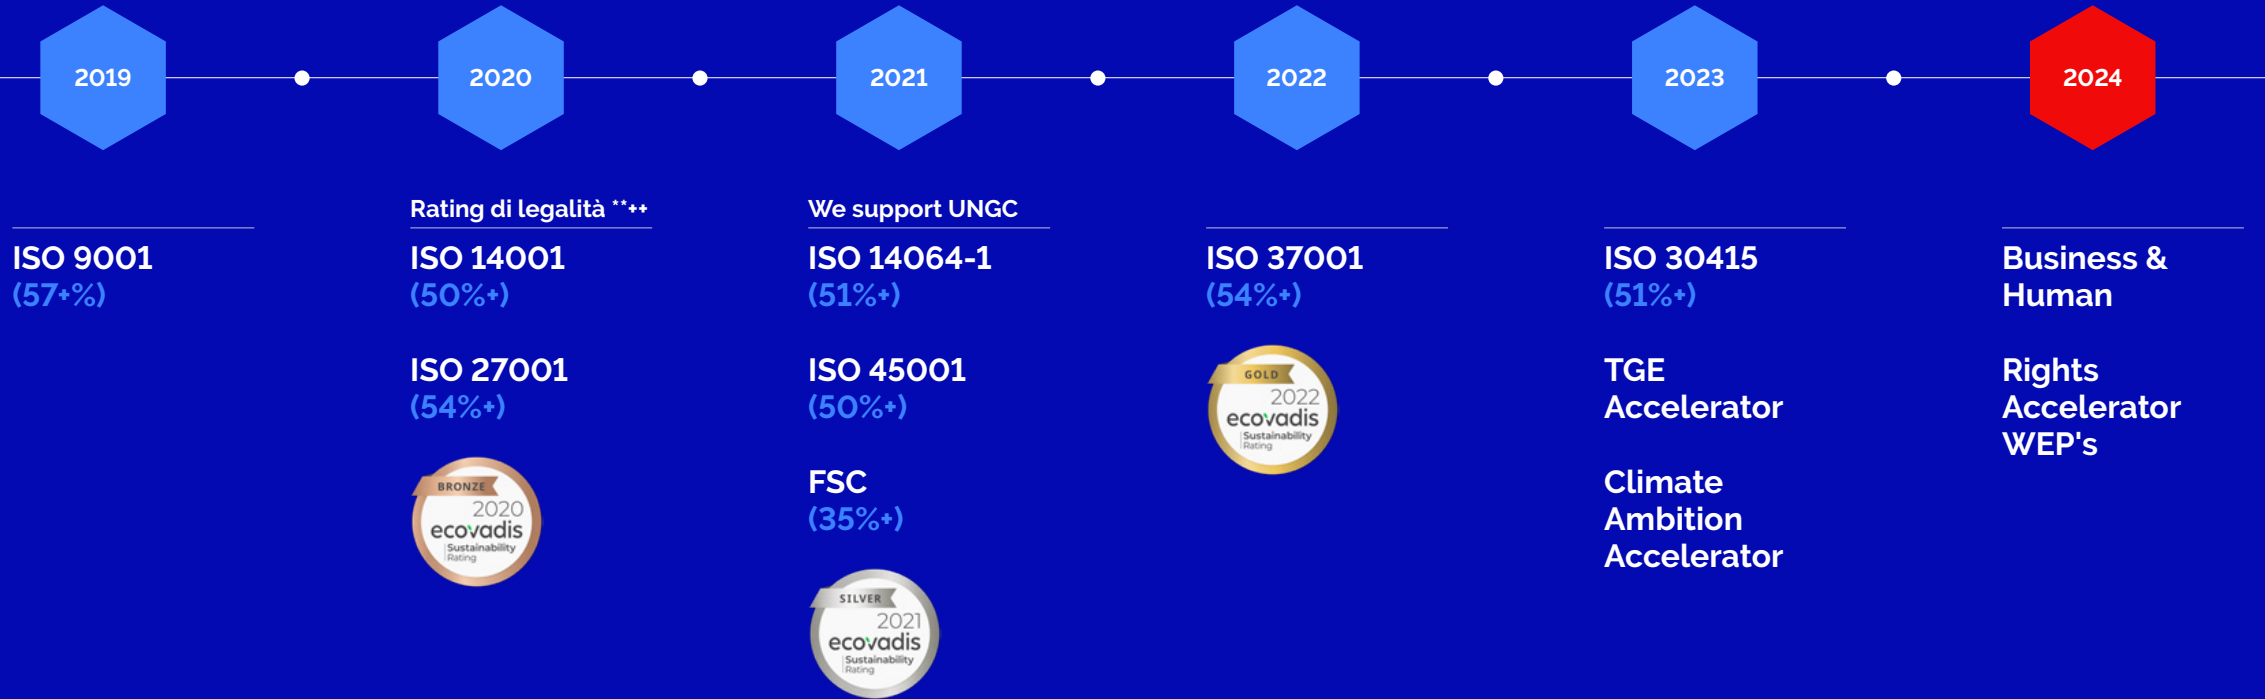 2019
2020
2021
2022
2023
2024
ISO 9001
(57+%)
Rating di legalità **++
ISO 14001
(50%+)
ISO 27001
(54%+)
BRONZE
2020
ecovadis
Sustainability
Rating
We support UNGC
ISO 14064-1
(51%+)
ISO 45001
(50%+)
FSC
(35%+)
SILVER
2021
ecovadis
Sustainability
Rating
ISO 37001
(54%+)
GOLD
2022
ecovadis
Sustainability
Rating
ISO 30415
(51%+)
TGE
Accelerator
Climate
Ambition
Accelerator
Business &
Human
Rights
Accelerator
WEP's